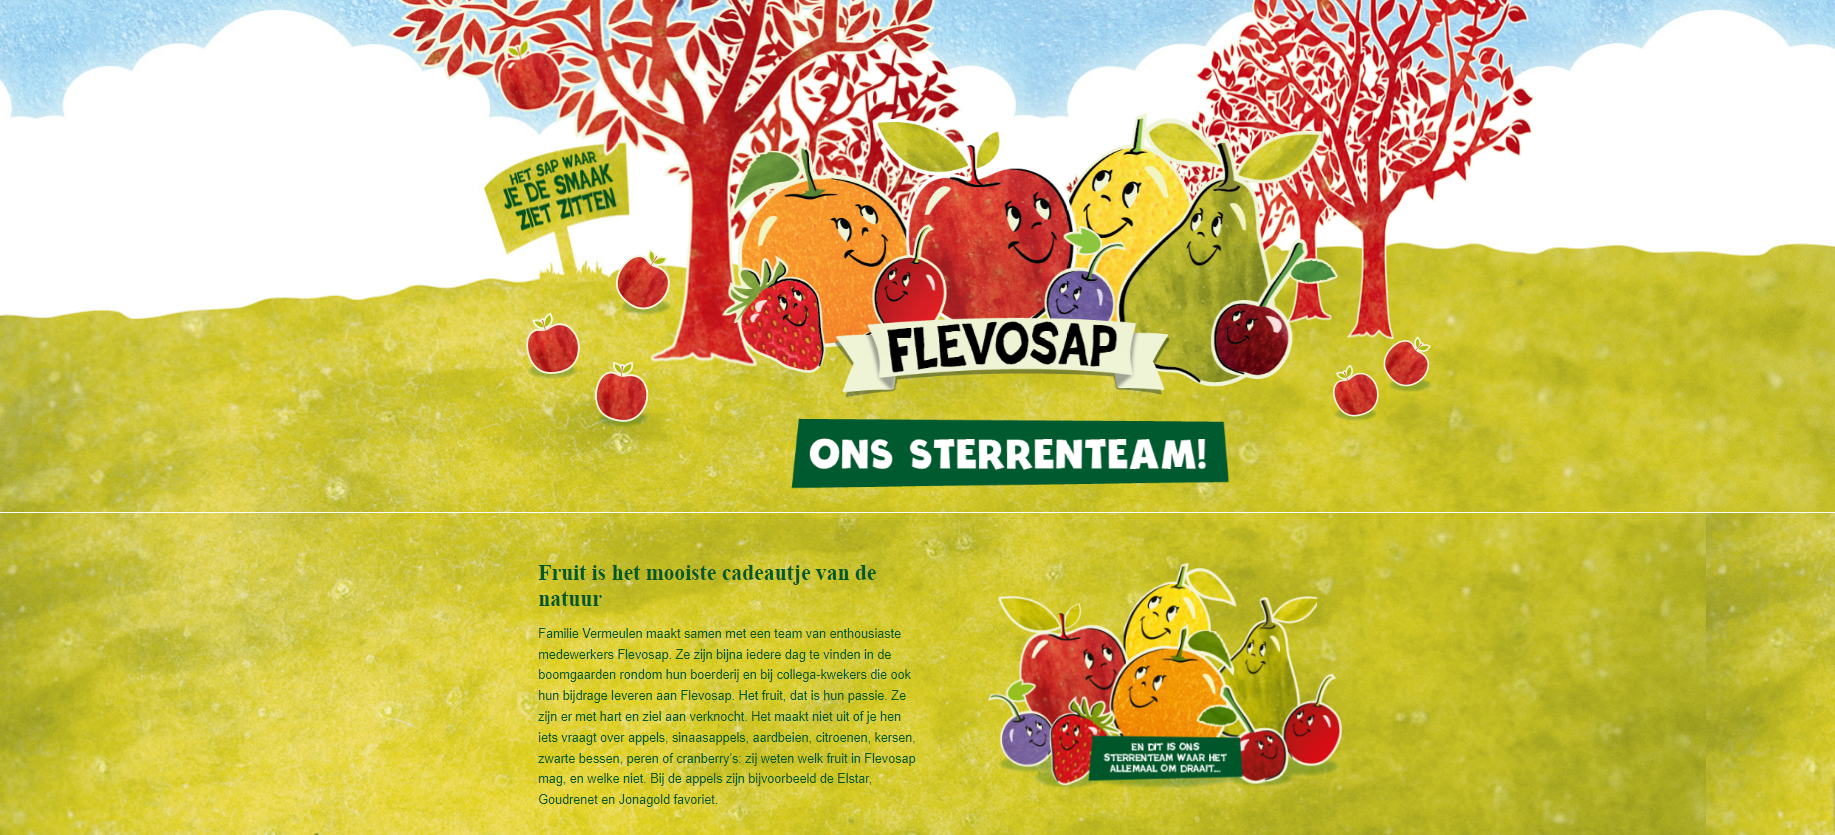 HET SAP WAAR
JE DE SMAAK
ZIET ZITTEN
FLEVOSAP
ONS STERRENTEAM!
Fruit is het mooiste cadeautje van de
natuur
Familie Vermeulen maakt samen met een team van enthousiaste
medewerkers Flevosap. Ze zijn bijna iedere dag te vinden in de
boomgaarden rondom hun boerderij en bij collega-kwekers die ook
hun bijdrage leveren aan Flevosap. Het fruit, dat is hun passie. Ze
zijn er met hart en ziel aan verknocht. Het maakt niet uit of je hen
iets vraagt over appels, sinaasappels, aardbeien, citroenen, kersen,
zwarte bessen, peren of cranberry's: zij weten welk fruit in Flevosap
mag, en welke niet. Bij de appels zijn bijvoorbeeld de Elstar,
Goudrenet en Jonagold favoriet.
EN DIT IS ONS
STERRENTEAM WAAR HET
ALLEMAAL OM DRAAIT...